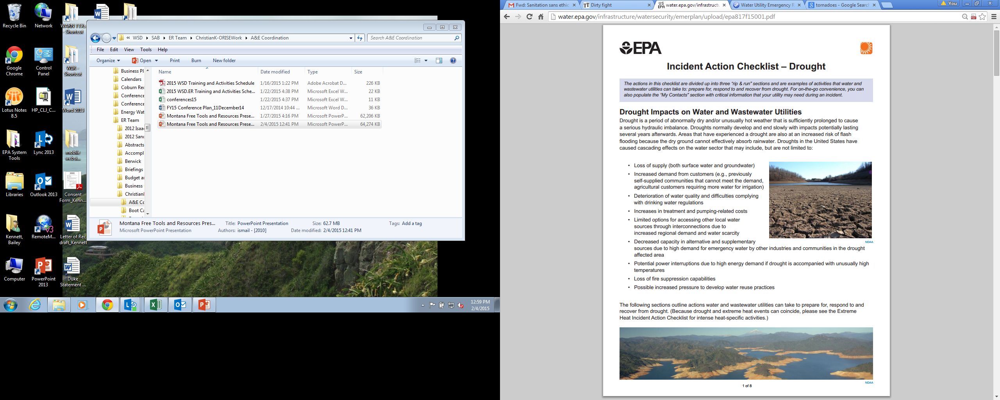 Recycle Bin
Network
WARN TTXs
- Shortcut
Google
Chrome
Control
Panel
WIIR -
Shortcut
Lotus Notes
8.5
HP_CLJ_C...
Word 2013
EPA System
Tools
Lync 2013
mobile
websi...
Libraries
Outlook 2013
Consent
Form_Kenn...
Kennett,
Bailey
RemoteM...
Letter of Rec
draft_Kennett
Computer
PowerPoint
2013
Duke
Statement ...
« WSD ▸ SAB ▸ ER Team ▸ ChristianK-ORISEWork ▸ A&E Coordination
Search A&E Coordination
File Edit View Tools Help
Organize Open Print Burn New folder
Business Pl
Calendars
Coburn Rec
Conference
Conference
Energy Wat
ER Team
2012 Isaa
2012 Sand
Abstracts
Accompl
Berwick
Briefings
Budget a
Business
Christian
A&E Co
Boot Ca
Name Date modified Type Size
2015 WSD Training and Activities Schedule 1/16/2015 1:22 PM Adobe Acrobat D... 226 KB
2015 WSD.ER Training and Activities Sche... 1/22/2015 4:38 PM Microsoft Excel W... 22 KB
conferences15 1/22/2015 4:37 PM Microsoft Excel W... 11 KB
FY15 Conference Plan_11December14 12/17/2014 10:44 ... Microsoft Word D... 36 KB
Montana Free Tools and Resources Prese... 1/27/2015 4:16 PM Microsoft PowerP... 62,206 KB
Montana Free Tools and Resources Prese... 2/4/2015 12:41 PM Microsoft PowerP... 64,274 KB
Montana Free Tools and Resources Pres... Title: PowerPoint Presentation Size: 62.7 MB Tags: Add a tag
Microsoft PowerPoint Presentation Authors: ismail - [2010] Date modified: 2/4/2015 12:41 PM
12:59 PM
2/4/2015
Fwd: Sanitation sans ethic
Dirty fight
water.epa.gov/infrastructu
Water Utility Emergency R
tornadoes - Google Search
You
water.epa.gov/infrastructure/watersecurity/emerplan/upload/epa817f15001.pdf
EPA
Incident Action Checklist – Drought
The actions in this checklist are divided up into three “rip & run” sections and are examples of activities that water and
wastewater utilities can take to: prepare for, respond to and recover from drought. For on-the-go convenience, you can
also populate the “My Contacts” section with critical information that your utility may need during an incident.
Drought Impacts on Water and Wastewater Utilities
Drought is a period of abnormally dry and/or unusually hot weather that is sufficiently prolonged to cause
a serious hydraulic imbalance. Droughts normally develop and end slowly with impacts potentially lasting
several years afterwards. Areas that have experienced a drought are also at an increased risk of flash
flooding because the dry ground cannot effectively absorb rainwater. Droughts in the United States have
caused cascading effects on the water sector that may include, but are not limited to:
• Loss of supply (both surface water and groundwater)
• Increased demand from customers (e.g., previously
self-supplied communities that cannot meet the demand,
agricultural customers requiring more water for irrigation)
• Deterioration of water quality and difficulties complying
with drinking water regulations
• Increases in treatment and pumping-related costs
• Limited options for accessing other local water
sources through interconnections due to
increased regional demand and water scarcity
• Decreased capacity in alternative and supplementary
sources due to high demand for emergency water by other industries and communities in the drought
affected area
• Potential power interruptions due to high energy demand if drought is accompanied with unusually high
temperatures
• Loss of fire suppression capabilities
• Possible increased pressure to develop water reuse practices
NOAA
The following sections outline actions water and wastewater utilities can take to prepare for, respond to and
recover from drought. (Because drought and extreme heat events can coincide, please see the Extreme
Heat Incident Action Checklist for intense heat-specific activities.)
NOAA
1 of 8